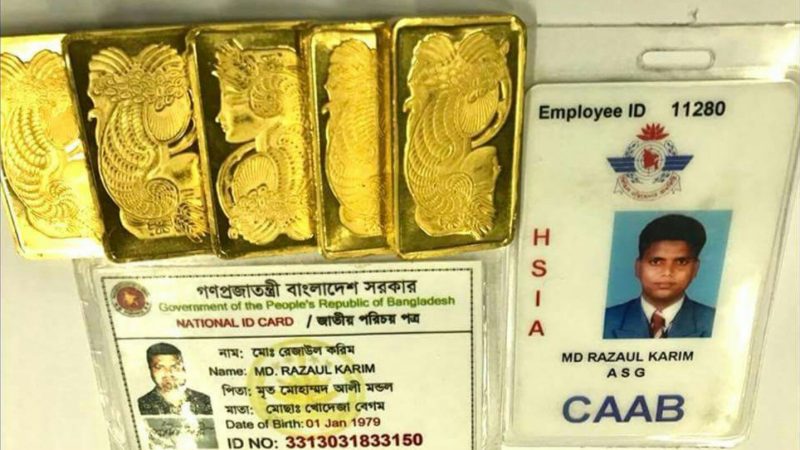 গণপ্রজাতন্ত্রী বাংলাদেশ সরকার
Government of the People's Republic of Bangladesh
NATIONAL ID CARD / জাতীয় পরিচয় পত্র
নাম: মোঃ রেজাউল করিম
Name: MD. RAZAUL KARIM
পিতা: মৃত মোহাম্মদ আলী মন্ডল
মাতা: মোছাঃ খোদেজা বেগম
Date of Birth: 01 Jan 1979
ID NO: 3313031833150
Employee ID 11280
HSIA
MD RAZAUL KARIM
A S G
CAAB